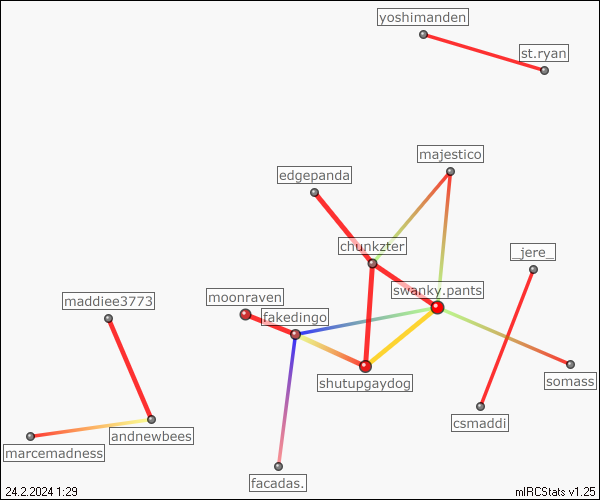 yoshimanden
st.ryan
majestico
edgepanda
chunkzter
_jere_
swanky.pants
moonraven
maddiee3773
fakedingo
shutupgaydog
somass
csmaddi
andnewbees
marcemadness
facadas.
24.2.2024 1:29
mIRCStats v1.25